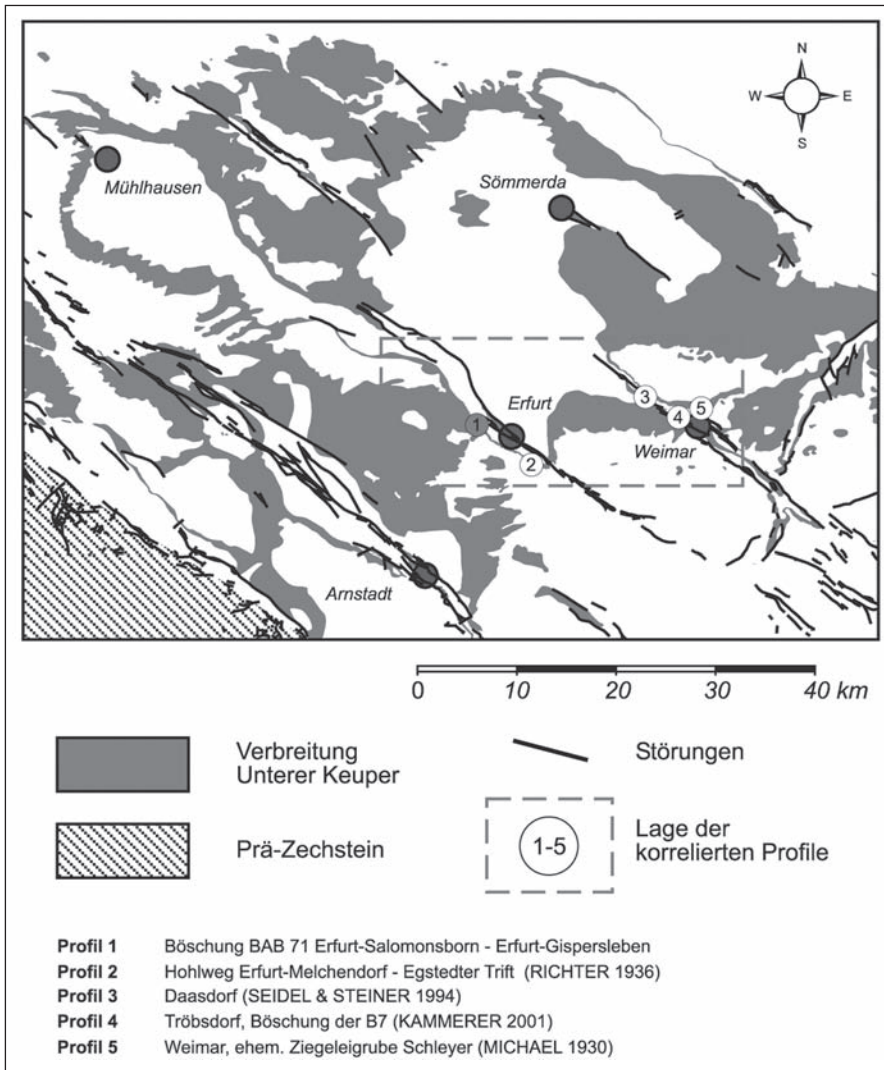 N
W E
S
Mühlhausen
Sömmerda
3
5
1
Erfurt
4
Weimar
2
Arnstadt
0 10 20 30 40 km
Verbreitung
Unterer Keuper
Störungen
Prä-Zechstein
1-5
Lage der
korrelierten Profile
Profil 1 Böschung BAB 71 Erfurt-Salomonsborn - Erfurt-Gispersleben
Profil 2 Hohlweg Erfurt-Melchendorf - Egstedter Trift (RICHTER 1936)
Profil 3 Daasdorf (SEIDEL & STEINER 1994)
Profil 4 Tröbsdorf, Böschung der B7 (KAMMERER 2001)
Profil 5 Weimar, ehem. Ziegeleigrube Schleyer (MICHAEL 1930)